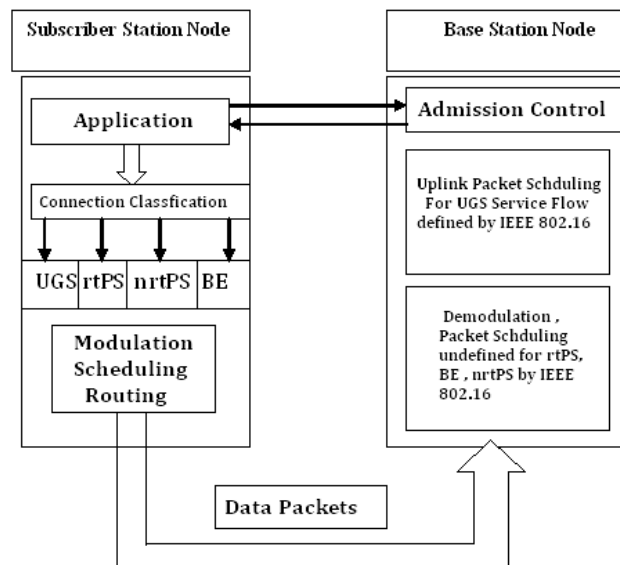 Subscriber Station Node
Base Station Node
Application
Admission Control
Connection Classfication
UGS rtPS nrtPS BE
Uplink Packet Schduling
For UGS Service Flow
defined by IEEE 802.16
Modulation
Scheduling
Routing
Demodulation ,
Packet Schduling
undefined for rtPS,
BE , nrtPS by IEEE
802.16
Data Packets